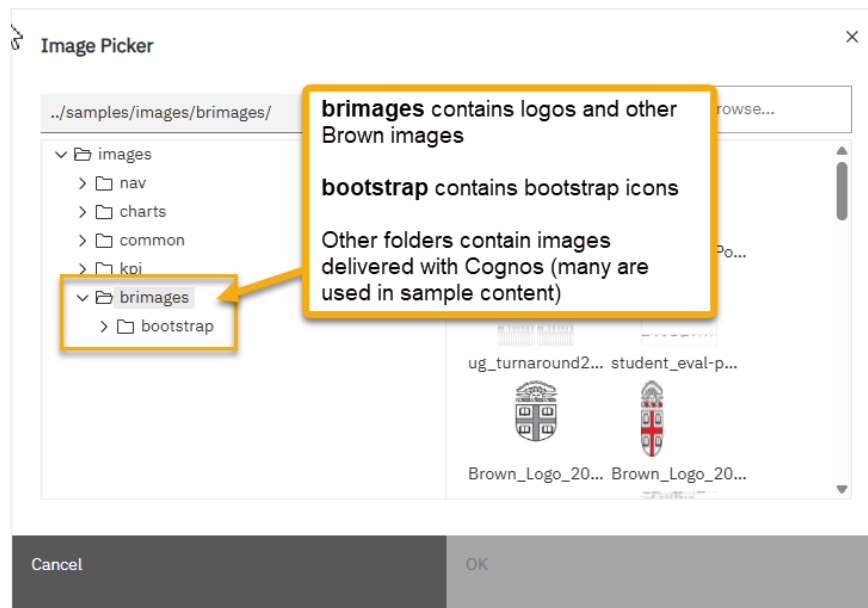 Image Picker
../samples/images/brimages/
rowse...
brimages contains logos and other
Brown images
bootstrap contains bootstrap icons
Other folders contain images
delivered with Cognos (many are
used in sample content)
images
nav
charts
common
kpi
brimages
bootstrap
Po...
ug_turnaround2... student_eval-p...
Brown_Logo_20... Brown_Logo_20...
Cancel
OK